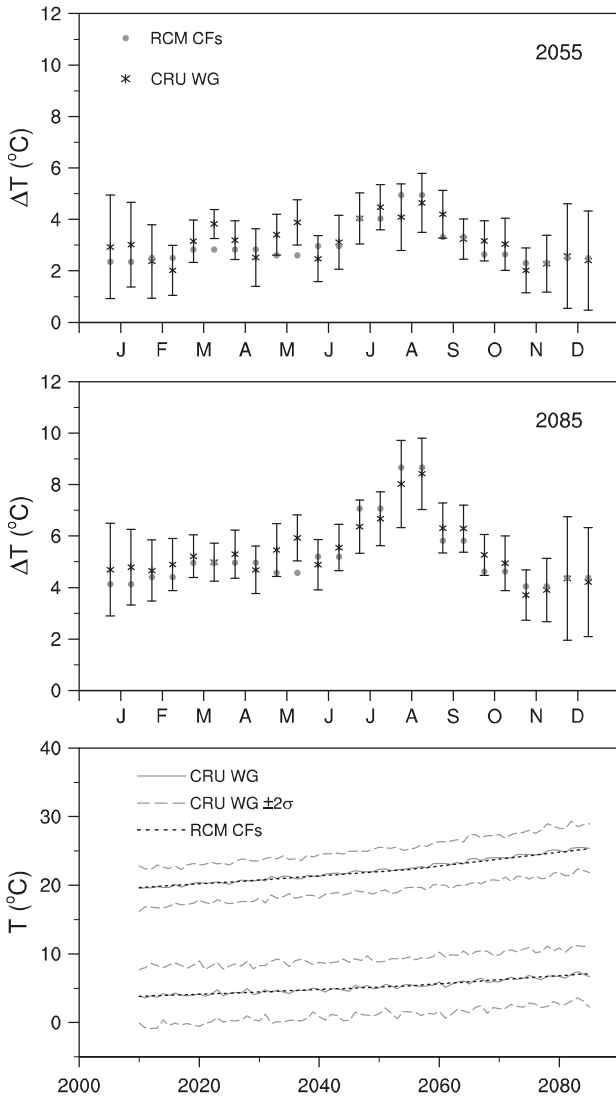 12
10
8
6
4
2
0
ΔT (°C)
RCM CFs
CRU WG
2055
J F M A M J J A S O N D
12
10
8
6
4
2
0
ΔT (°C)
2085
J F M A M J J A S O N D
40
30
20
10
0
T (°C)
CRU WG
CRU WG ±2σ
RCM CFs
2000 2020 2040 2060 2080